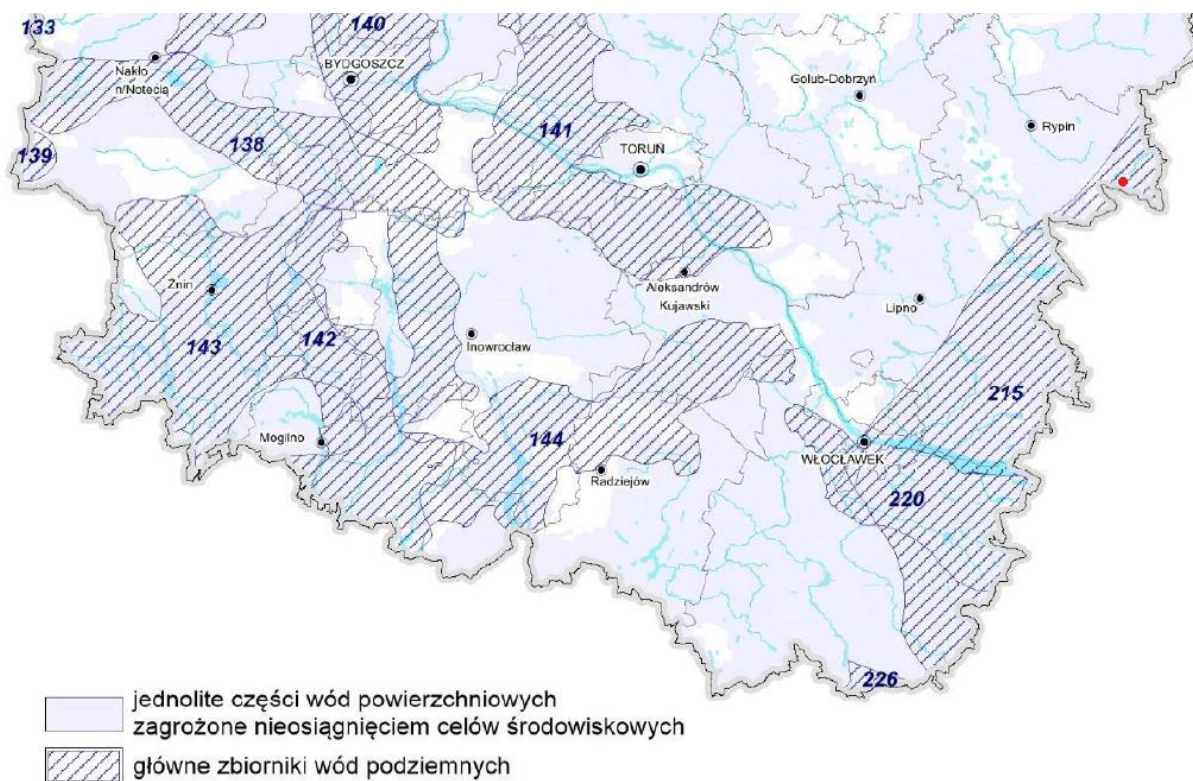 133
140
Nakło
n/Notecią
BYDGOSZCZ
Golub-Dobrzyń
139
138
141
TORUŃ
Rypin
Żnin
Aleksandrów
Kujawski
Lipno
143
142
Inowrocław
215
Mogilno
144
Radziejów
WŁOCŁAWEK
220
226
jednolite części wód powierzchniowych
zagrożone nieosiągnięciem celów środowiskowych
główne zbiorniki wód podziemnych